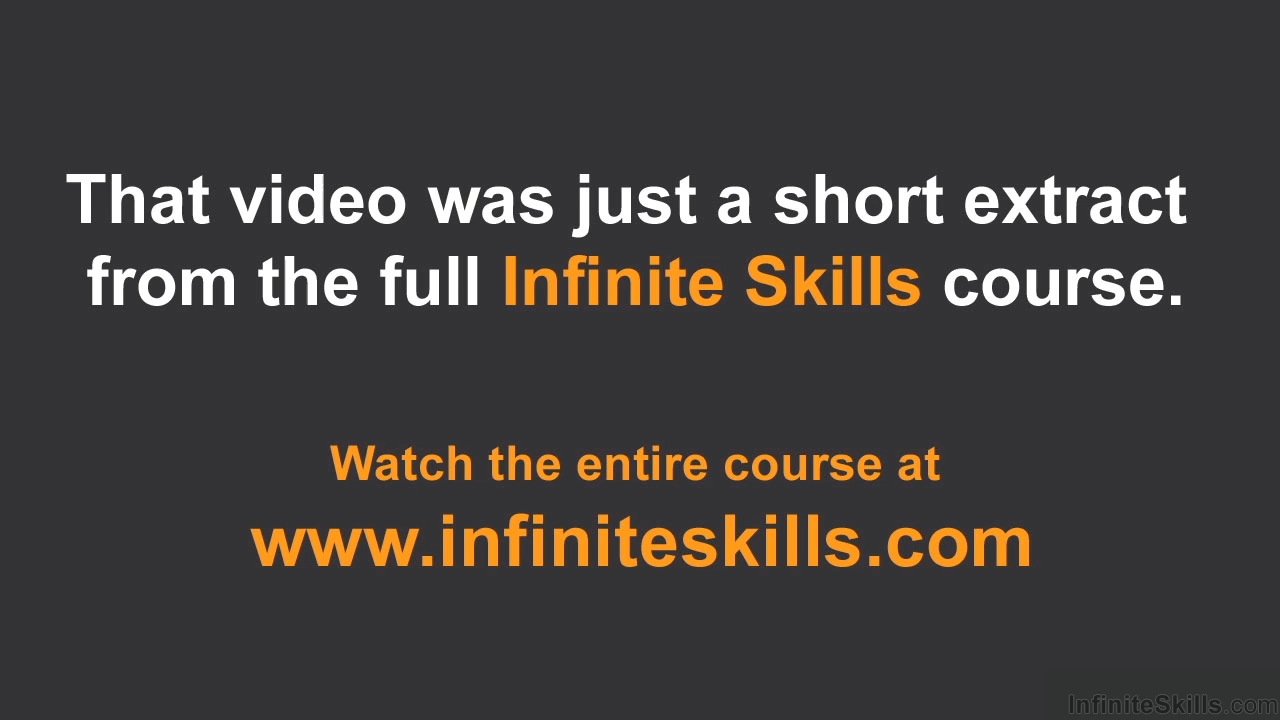 That video was just a short extract
from the full Infinite Skills course.
Watch the entire course at
www.infiniteskills.com
InfiniteSkills.com